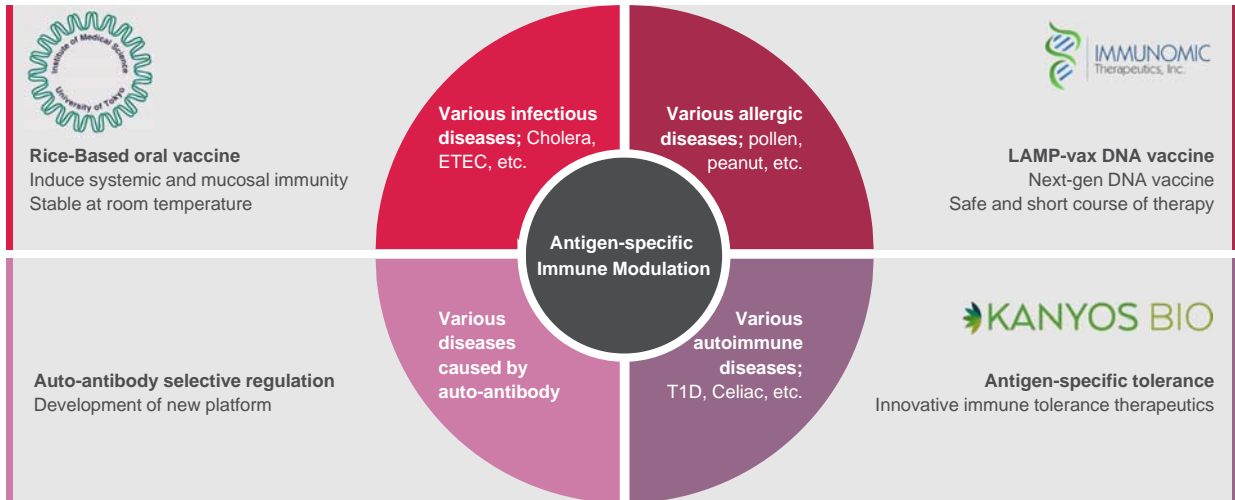 Institute of Medical Science
University of Tokyo
Rice-Based oral vaccine
Induce systemic and mucosal immunity
Stable at room temperature
Various infectious
diseases; Cholera,
ETEC, etc.
Various allergic
diseases; pollen,
peanut, etc.
IMMUNOMIC
Therapeutics, Inc.
LAMP-vax DNA vaccine
Next-gen DNA vaccine
Safe and short course of therapy
Antigen-specific
Immune Modulation
Auto-antibody selective regulation
Development of new platform
Various
diseases
caused by
auto-antibody
Various
autoimmune
diseases;
T1D, Celiac, etc.
KANYOS BIO
Antigen-specific tolerance
Innovative immune tolerance therapeutics